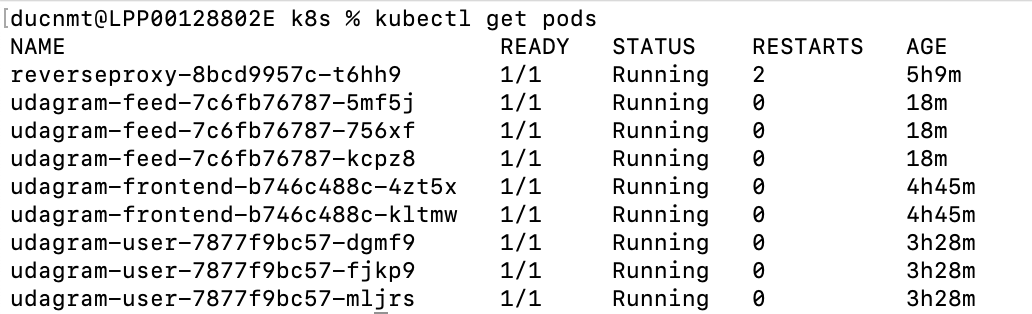 [ducnmt@LPP00128802E k8s % kubectl get pods
NAME READY STATUS RESTARTS AGE
reverseproxy-8bcd9957c-t6hh9 1/1 Running 2 5h9m
udagram-feed-7c6fb76787-5mf5j 1/1 Running 0 18m
udagram-feed-7c6fb76787-756xf 1/1 Running 0 18m
udagram-feed-7c6fb76787-kcpz8 1/1 Running 0 18m
udagram-frontend-b746c488c-4zt5x 1/1 Running 0 4h45m
udagram-frontend-b746c488c-kltmw 1/1 Running 0 4h45m
udagram-user-7877f9bc57-dgmf9 1/1 Running 0 3h28m
udagram-user-7877f9bc57-fjkp9 1/1 Running 0 3h28m
udagram-user-7877f9bc57-mljrs 1/1 Running 0 3h28m